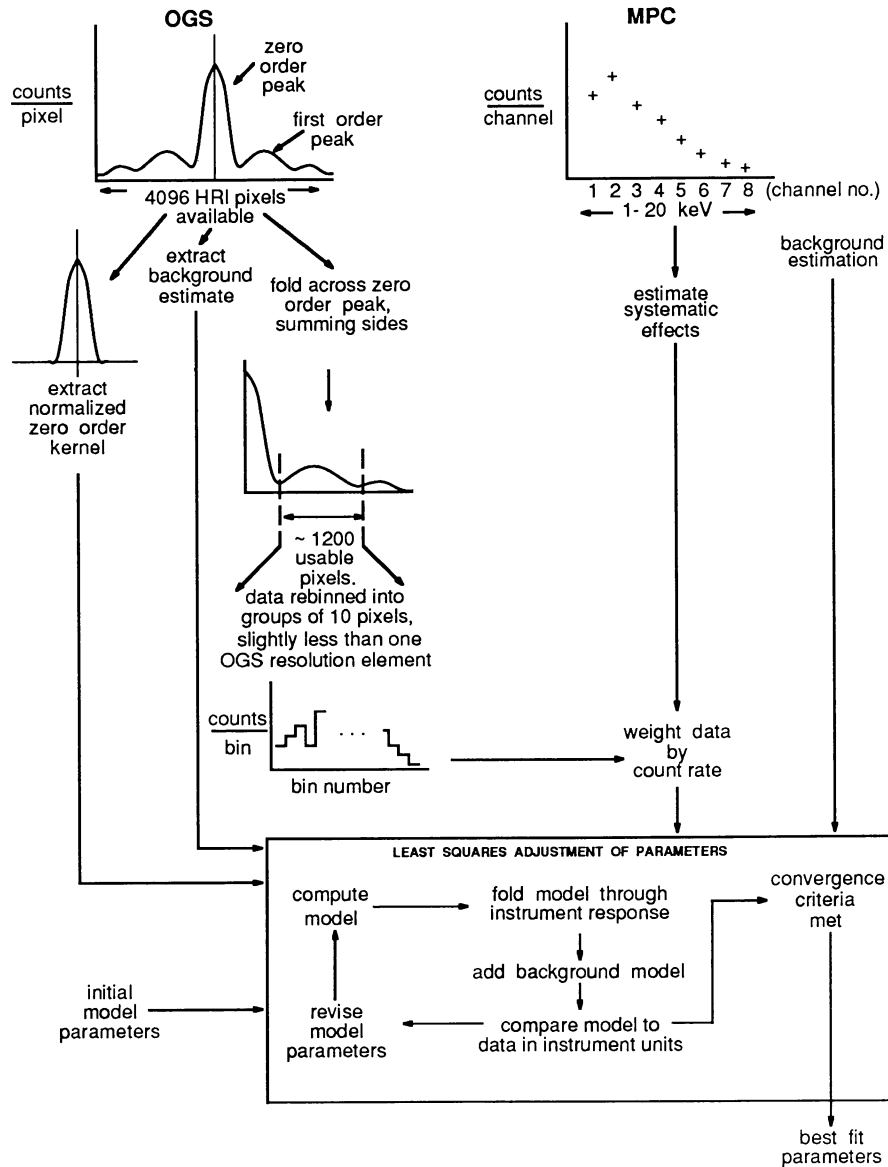 OGS
MPC
zero
order
peak
counts
pixel
first order
peak
4096 HRI pixels
available
counts
channel
1 2 3 4 5 6 7 8 (channel no.)
1- 20 keV
extract
background
estimate
fold across zero
order peak,
summing sides
estimate
systematic
effects
background
estimation
extract
normalized
zero order
kernel
~ 1200
usable
pixels.
data rebinned into
groups of 10 pixels,
slightly less than one
OGS resolution element
counts
bin
. . .
bin number
weight data
by
count rate
LEAST SQUARES ADJUSTMENT OF PARAMETERS
compute
model
fold model through
instrument response
convergence
criteria
met
add background model
initial
model
parameters
revise
model
parameters
compare model to
data in instrument units
best fit
parameters